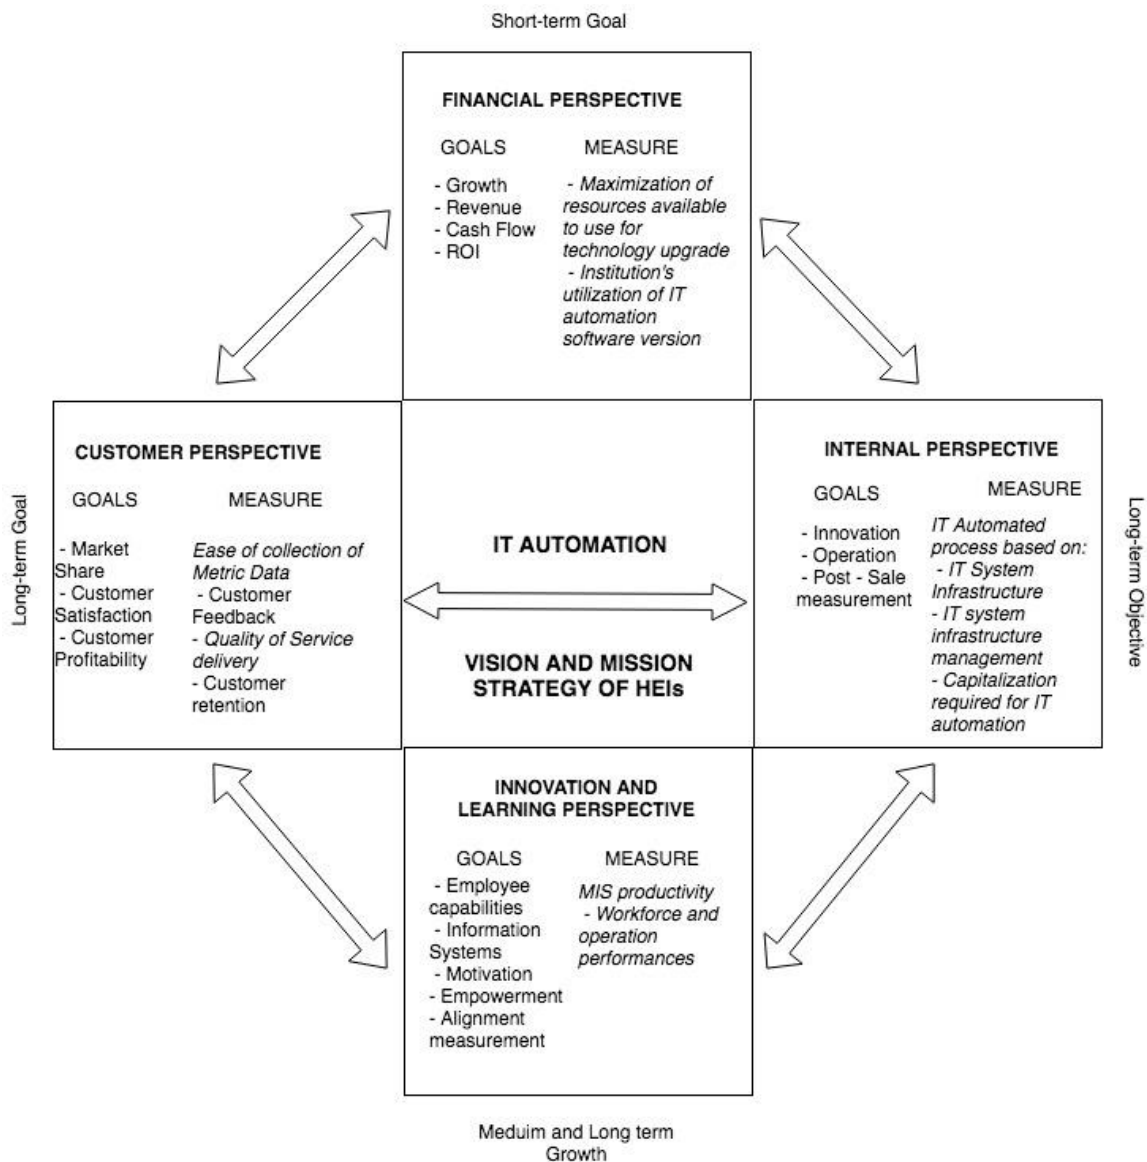 Short-term Goal
FINANCIAL PERSPECTIVE
GOALS
- Growth
- Revenue
- Cash Flow
- ROI
MEASURE
- Maximization of
resources available
to use for
technology upgrade
- Institution's
utilization of IT
automation
software version
Long-term Goal
CUSTOMER PERSPECTIVE
GOALS
- Market
Share
- Customer
Satisfaction
- Customer
Profitability
MEASURE
Ease of collection of
Metric Data
- Customer
Feedback
- Quality of Service
delivery
- Customer
retention
IT AUTOMATION
VISION AND MISSION
STRATEGY OF HEIs
INTERNAL PERSPECTIVE
GOALS
- Innovation
- Operation
- Post - Sale
measurement
MEASURE
IT Automated
process based on:
- IT System
Infrastructure
- IT system
infrastructure
management
- Capitalization
required for IT
automation
Long-term Objective
INNOVATION AND
LEARNING PERSPECTIVE
GOALS
- Employee
capabilities
- Information
Systems
- Motivation
- Empowerment
- Alignment
measurement
MEASURE
MIS productivity
- Workforce and
operation
performances
Meduim and Long term
Growth